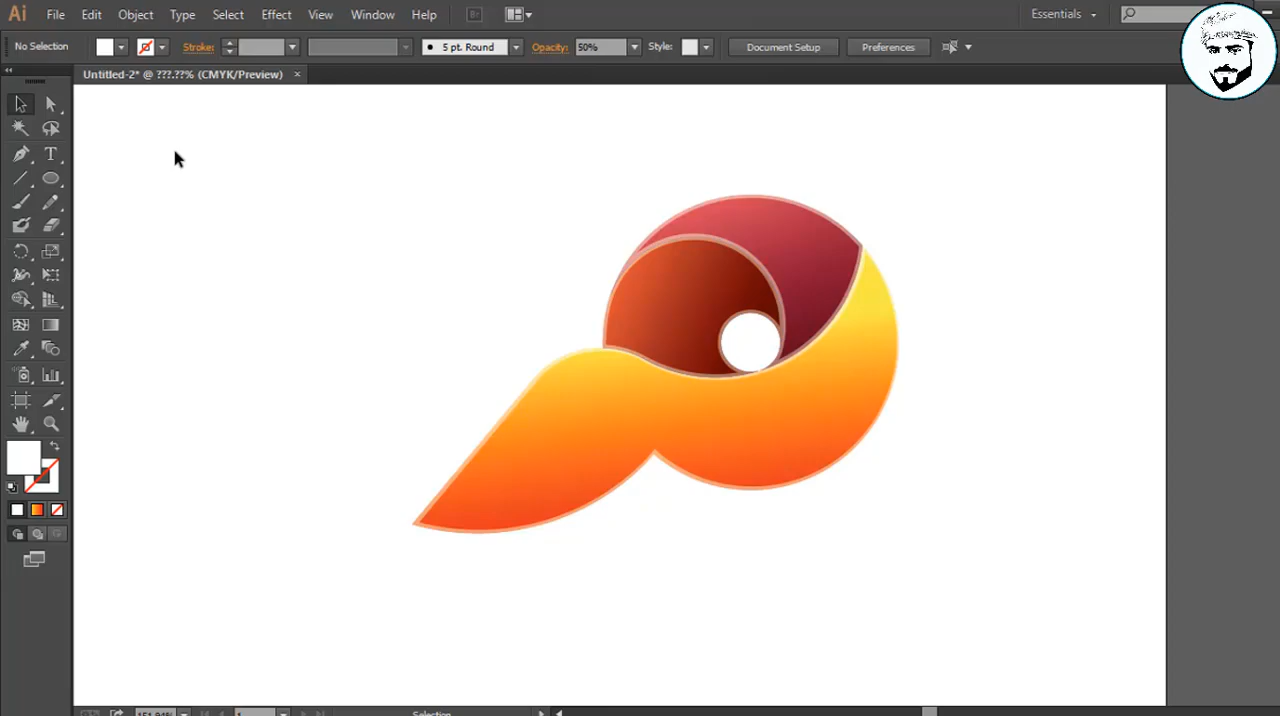 Ai File Edit Object Type Select Effect View Window Help Br Essentials
No Selection Stroke: 5 pt. Round Opacity: 50% Style: Document Setup Preferences
Untitled-2* @ ???.??% (CMYK/Preview) ×
T
Selection